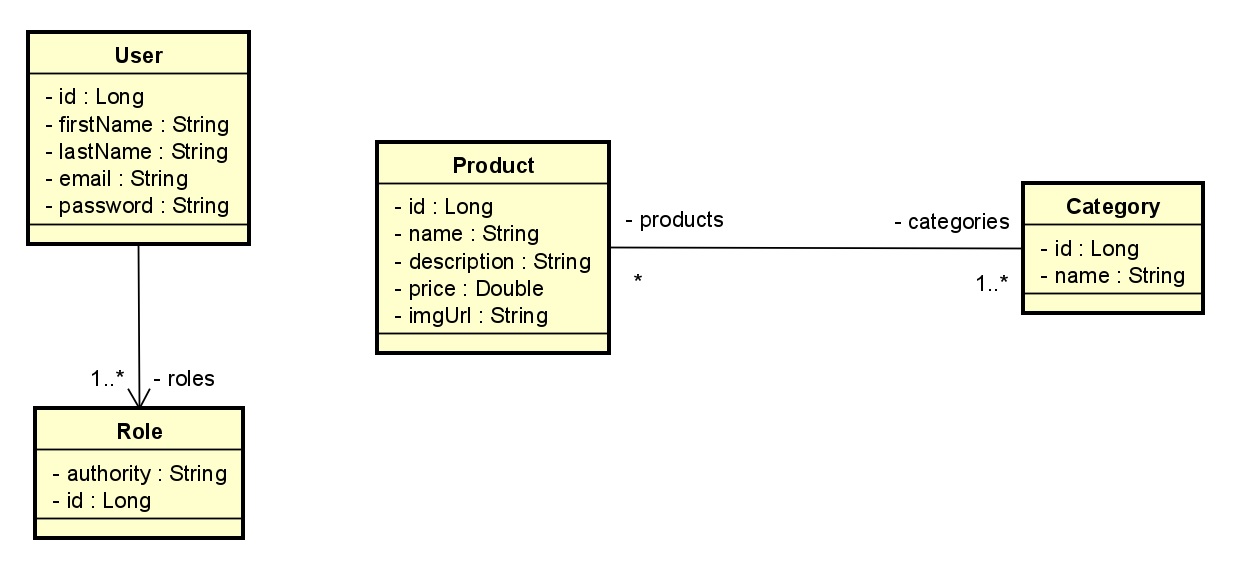 User
- id : Long
- firstName : String
- lastName : String
- email : String
- password : String
1..*
- roles
Role
- authority : String
- id : Long
Product
- id : Long
- name : String
- description : String
- price : Double
- imgUrl : String
- products
*
- categories
1..*
Category
- id : Long
- name : String